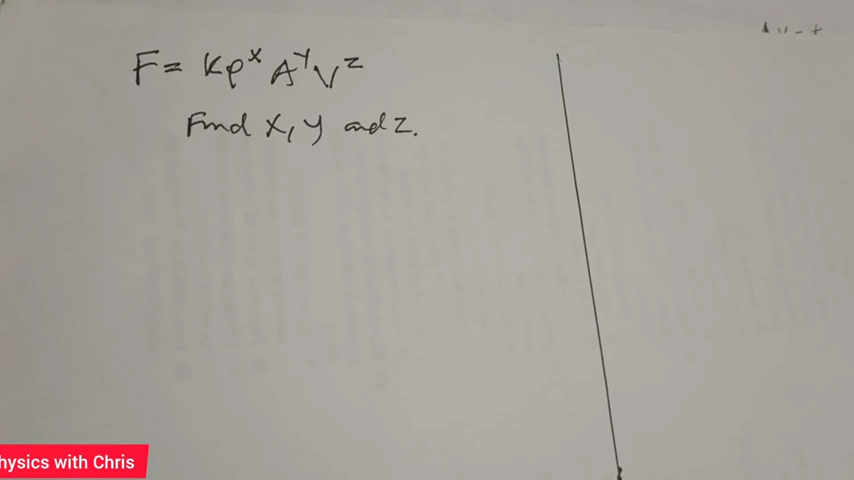 F = Kρ^x A^y V^z
Find x, y and z.
hysics with Chris